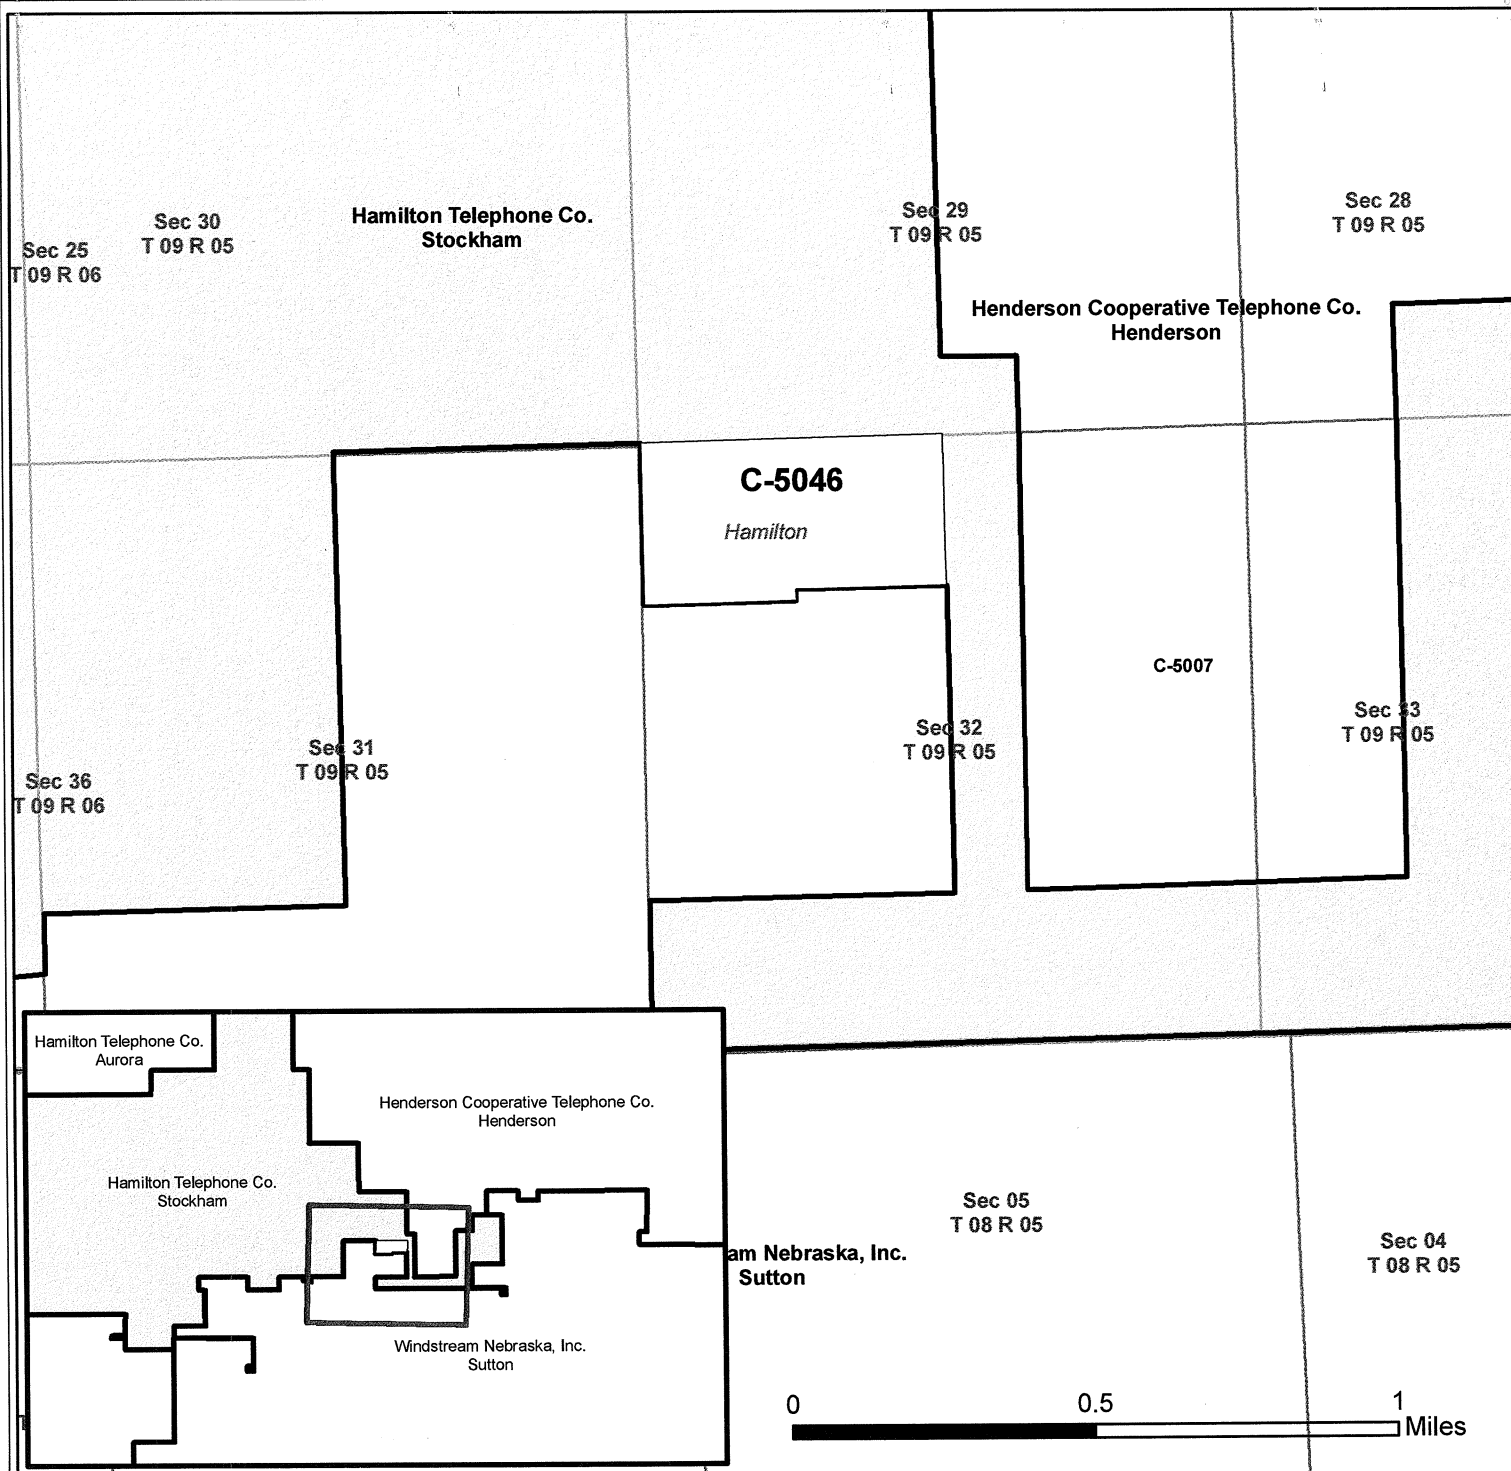 Sec 30
T 09 R 05
Hamilton Telephone Co.
Stockham
Sec 29
T 09 R 05
Sec 28
T 09 R 05
Sec 25
T 09 R 06
Henderson Cooperative Telephone Co.
Henderson
C-5046
Hamilton
C-5007
Sec 31
T 09 R 05
Sec 32
T 09 R 05
Sec 33
T 09 R 05
Sec 36
T 09 R 06
Hamilton Telephone Co.
Aurora
Henderson Cooperative Telephone Co.
Henderson
Hamilton Telephone Co.
Stockham
Windstream Nebraska, Inc.
Sutton
am Nebraska, Inc.
Sutton
Sec 05
T 08 R 05
Sec 04
T 08 R 05
0 0.5 1
Miles